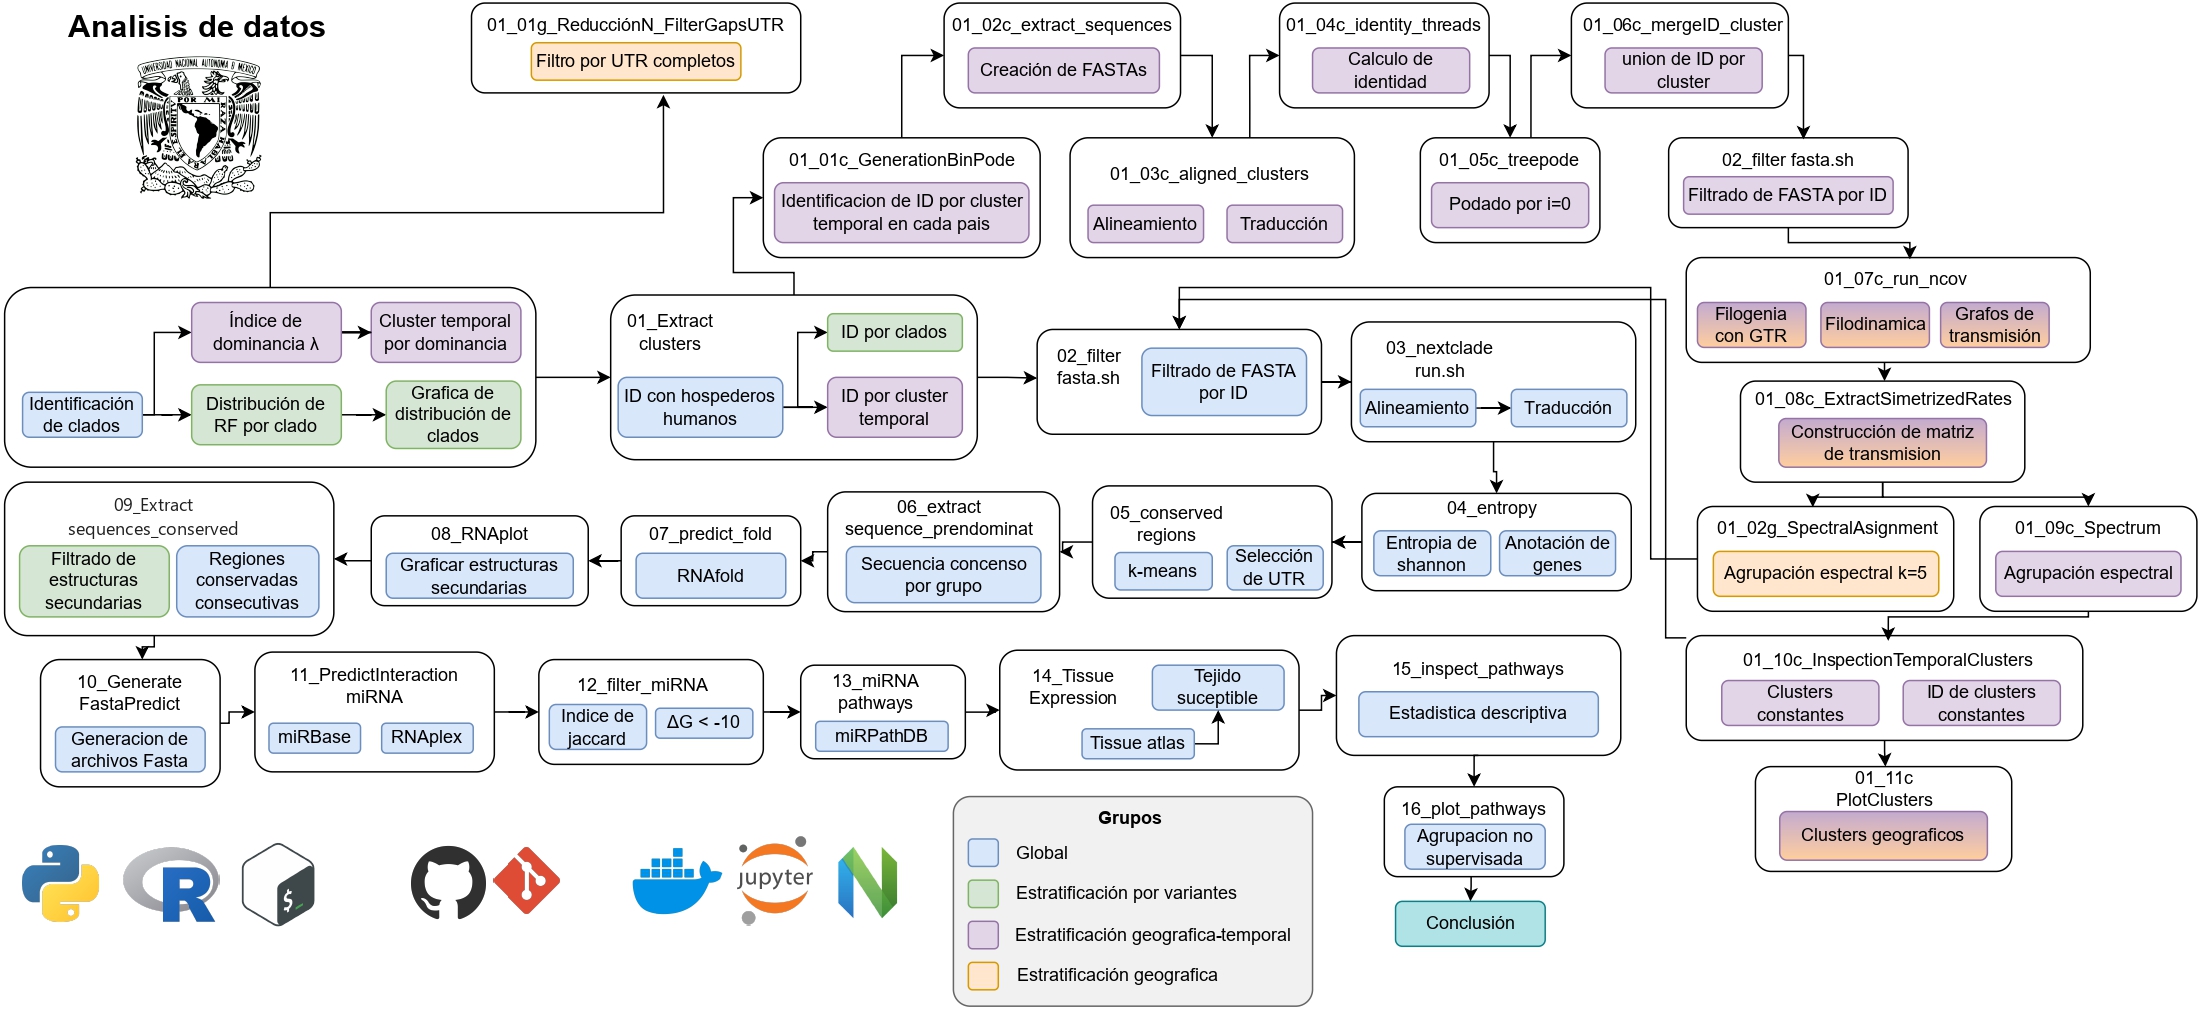 Analisis de datos
UNIVERSIDAD NACIONAL AUTONOMA DE MEXICO
POR MI RAZA HABLARA EL ESPIRITU
01_01g_ReducciónN_FilterGapsUTR
Filtro por UTR completos
01_02c_extract_sequences
Creación de FASTAs
01_04c_identity_threads
Calculo de
identidad
01_06c_mergeID_cluster
union de ID por
cluster
01_01c_GenerationBinPode
Identificacion de ID por cluster
temporal en cada pais
01_03c_aligned_clusters
Alineamiento
Traducción
01_05c_treepode
Podado por i=0
02_filter fasta.sh
Filtrado de FASTA por ID
01_07c_run_ncov
Filogenia
con GTR
Filodinamica
Grafos de
transmisión
Identificación
de clados
Índice de
dominancia λ
Cluster temporal
por dominancia
Distribución de
RF por clado
Grafica de
distribución de
clados
01_Extract
clusters
ID con hospederos
humanos
ID por clados
ID por cluster
temporal
02_filter
fasta.sh
Filtrado de FASTA
por ID
03_nextclade
run.sh
Alineamiento
Traducción
01_08c_ExtractSimetrizedRates
Construcción de matriz
de transmision
09_Extract
sequences_conserved
Filtrado de
estructuras
secundarias
Regiones
conservadas
consecutivas
08_RNAplot
Graficar estructuras
secundarias
07_predict_fold
RNAfold
06_extract
sequence_prendominat
Secuencia concenso
por grupo
05_conserved
regions
k-means
Selección
de UTR
04_entropy
Entropia de
shannon
Anotación de
genes
01_02g_SpectralAsignment
Agrupación espectral k=5
01_09c_Spectrum
Agrupación espectral
10_Generate
FastaPredict
Generacion de
archivos Fasta
11_PredictInteraction
miRNA
miRBase
RNAplex
12_filter_miRNA
Indice de
jaccard
ΔG < -10
13_miRNA
pathways
miRPathDB
14_Tissue
Expression
Tejido
suceptible
Tissue atlas
15_inspect_pathways
Estadistica descriptiva
01_10c_InspectionTemporalClusters
Clusters
constantes
ID de clusters
constantes
16_plot_pathways
Agrupacion no
supervisada
Conclusión
01_11c
PlotClusters
Clusters geograficos
R
$_
jupyter
Grupos
Global
Estratificación por variantes
Estratificación geografica-temporal
Estratificación geografica